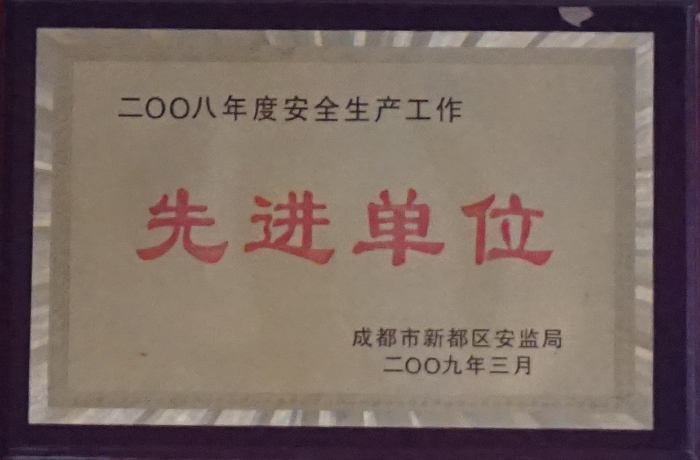 二〇〇八年度安全生产工作
先进单位
成都市新都区安监局
二〇〇九年三月